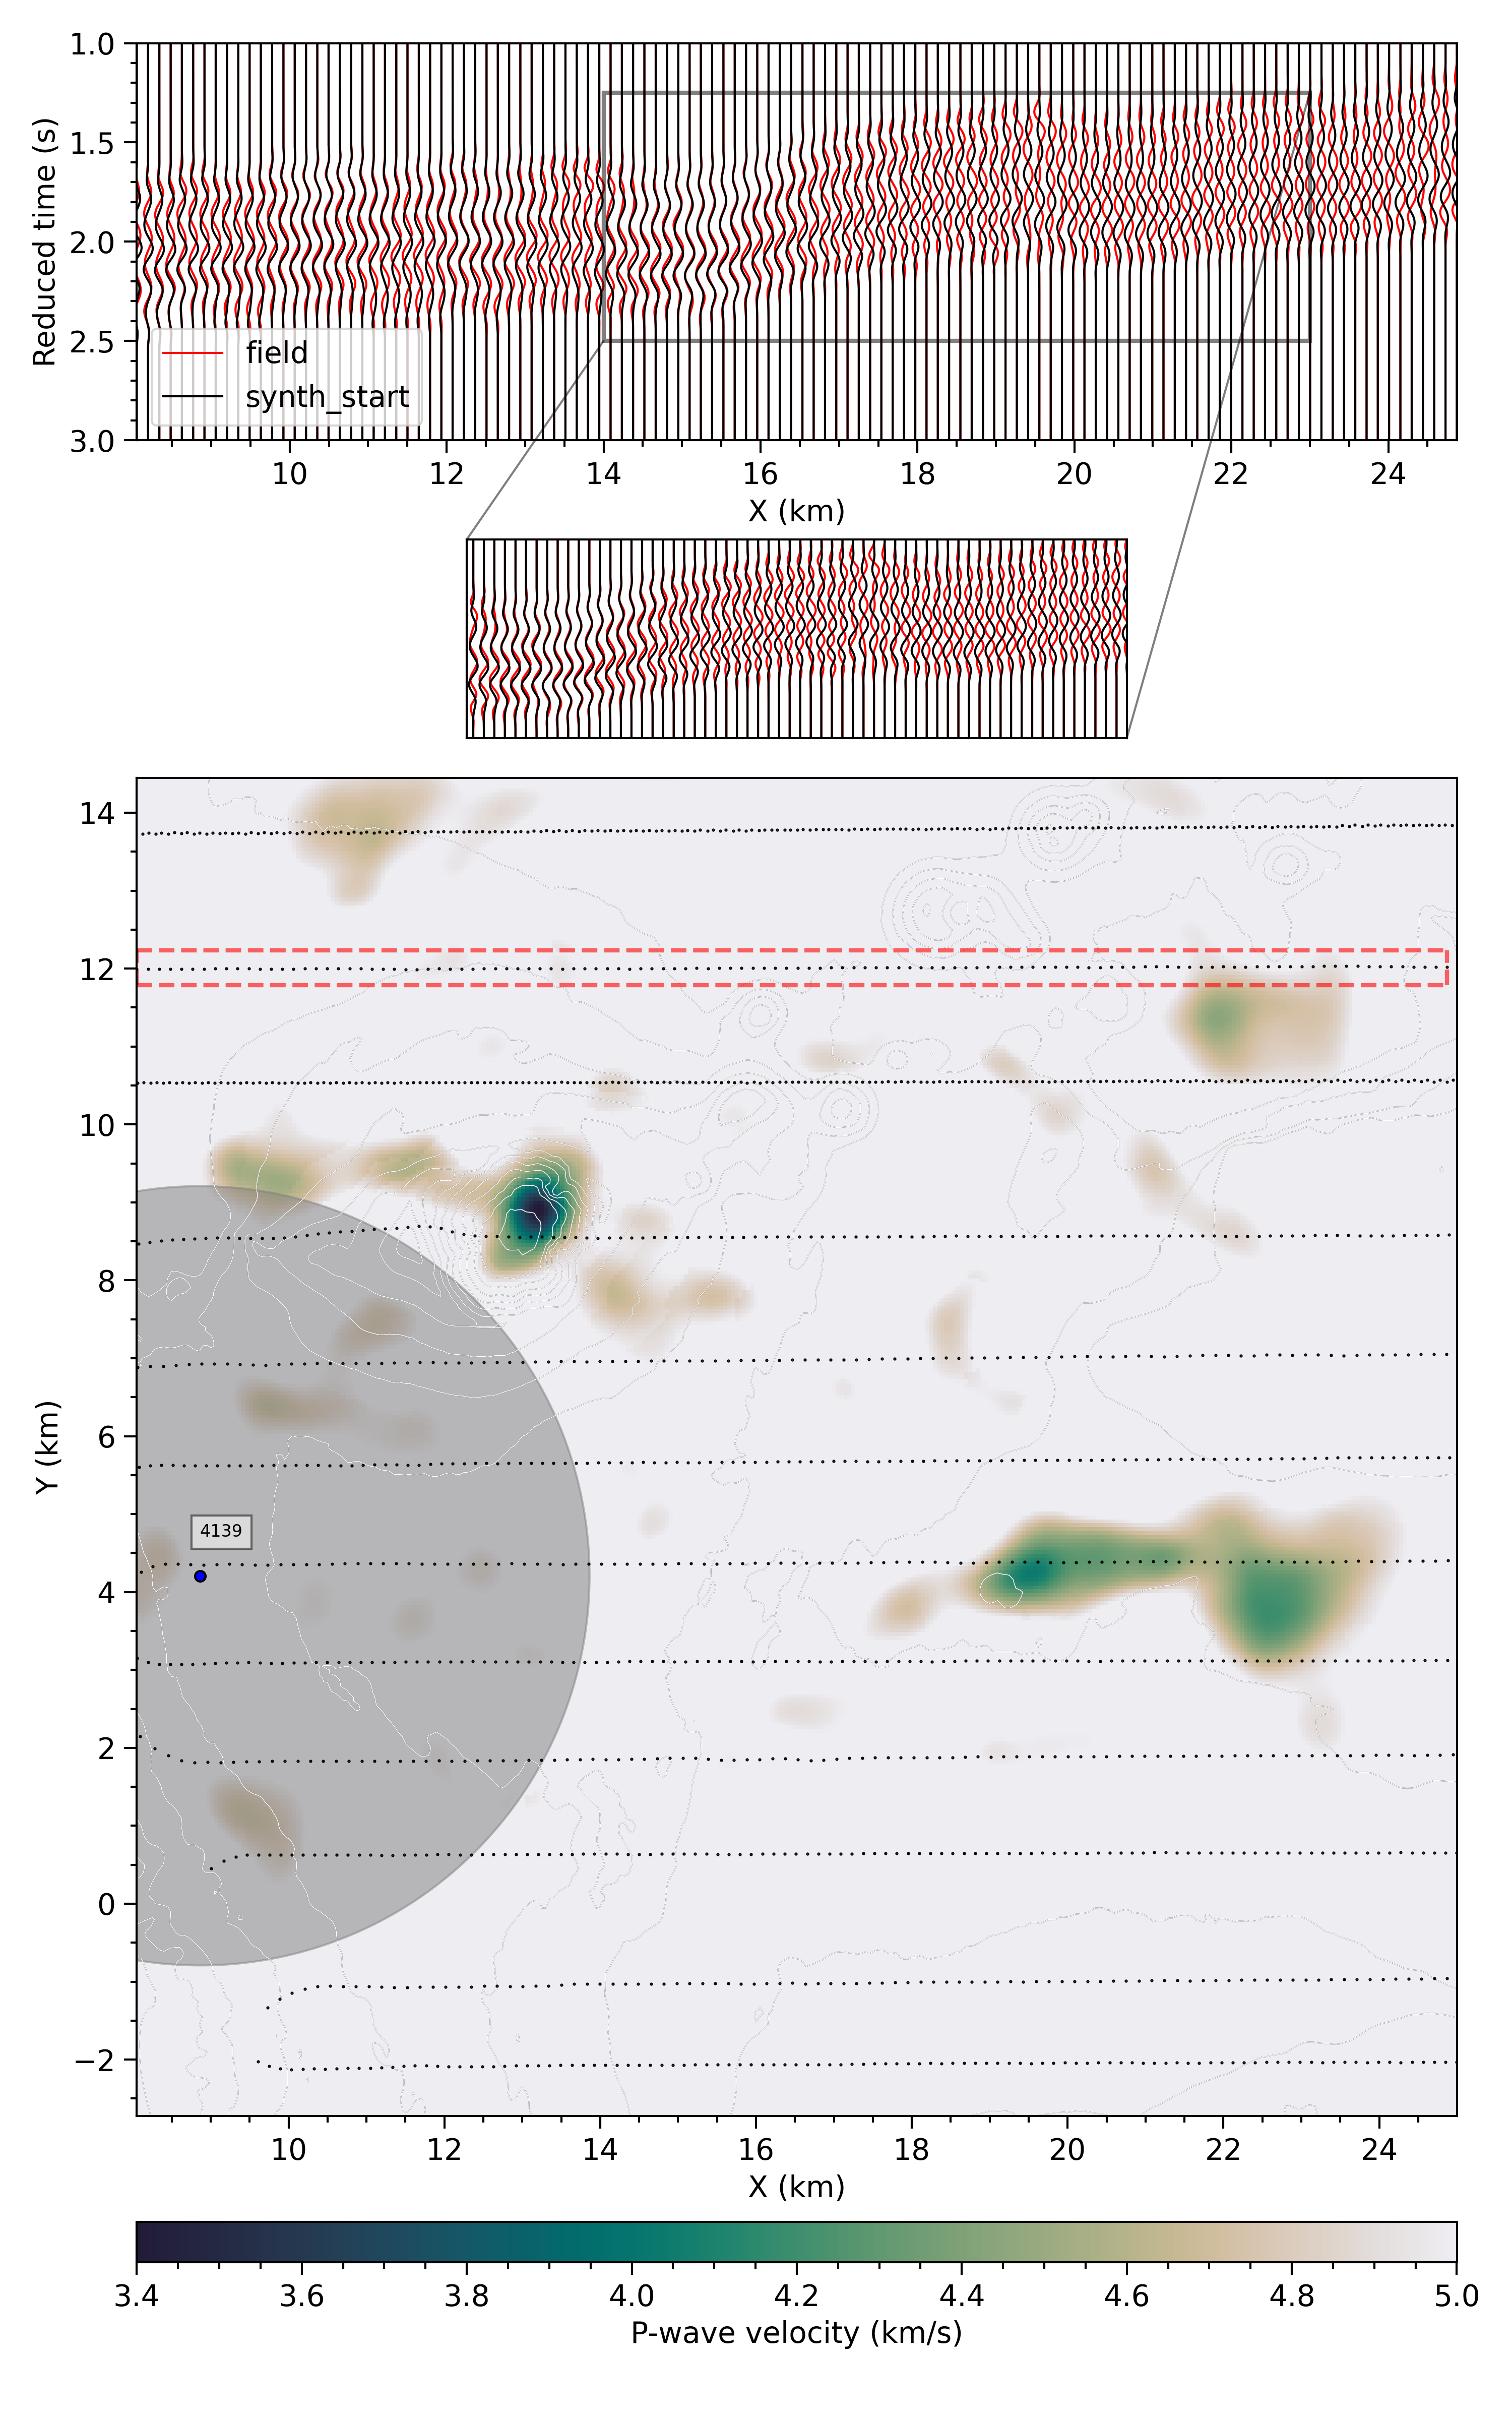 1.0
1.5
2.0
2.5
3.0
Reduced time (s)
field
synth_start
10 12 14 16 18 20 22 24
X (km)
14
12
10
8
6
4
2
0
−2
Y (km)
4139
10 12 14 16 18 20 22 24
X (km)
3.4 3.6 3.8 4.0 4.2 4.4 4.6 4.8 5.0
P-wave velocity (km/s)